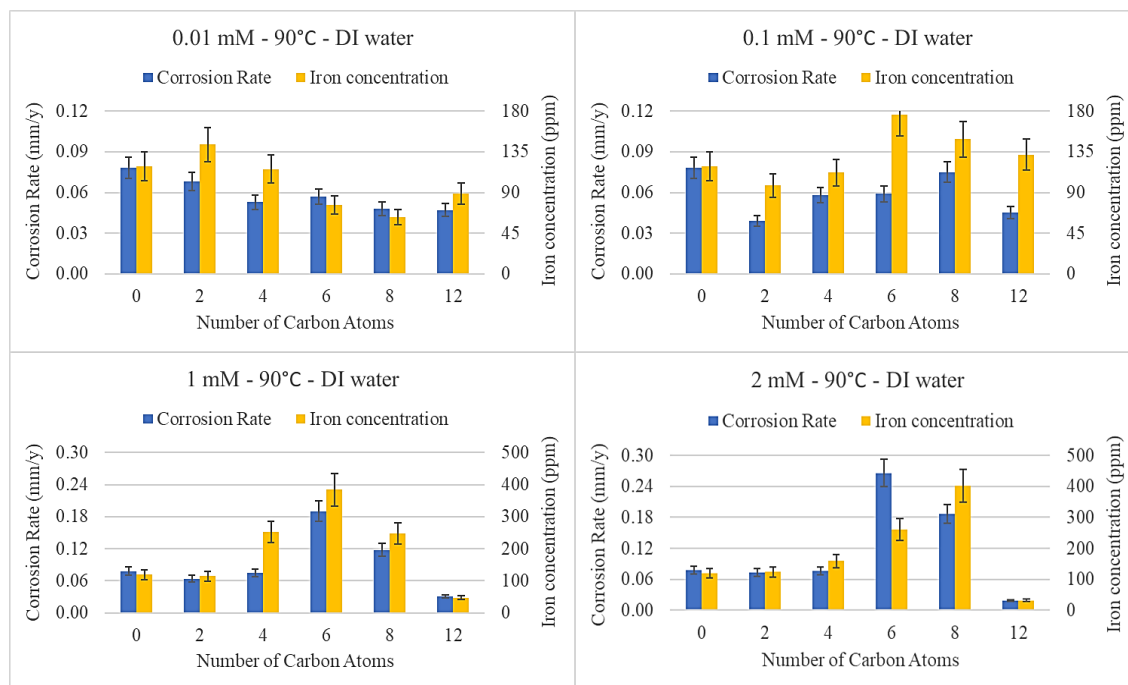 0.01 mM - 90°C - DI water
Corrosion Rate Iron concentration
Corrosion Rate (mm/y)
0.12
0.09
0.06
0.03
0.00
180
135
90
45
0
Iron concentration (ppm)
0 2 4 6 8 12
Number of Carbon Atoms
0.1 mM - 90°C - DI water
Corrosion Rate Iron concentration
Corrosion Rate (mm/y)
0.12
0.09
0.06
0.03
0.00
180
135
90
45
0
Iron concentration (ppm)
0 2 4 6 8 12
Number of Carbon Atoms
1 mM - 90°C - DI water
Corrosion Rate Iron concentration
Corrosion Rate (mm/y)
0.30
0.24
0.18
0.12
0.06
0.00
500
400
300
200
100
0
Iron concentration (ppm)
0 2 4 6 8 12
Number of Carbon Atoms
2 mM - 90°C - DI water
Corrosion Rate Iron concentration
Corrosion Rate (mm/y)
0.30
0.24
0.18
0.12
0.06
0.00
500
400
300
200
100
0
Iron concentration (ppm)
0 2 4 6 8 12
Number of Carbon Atoms